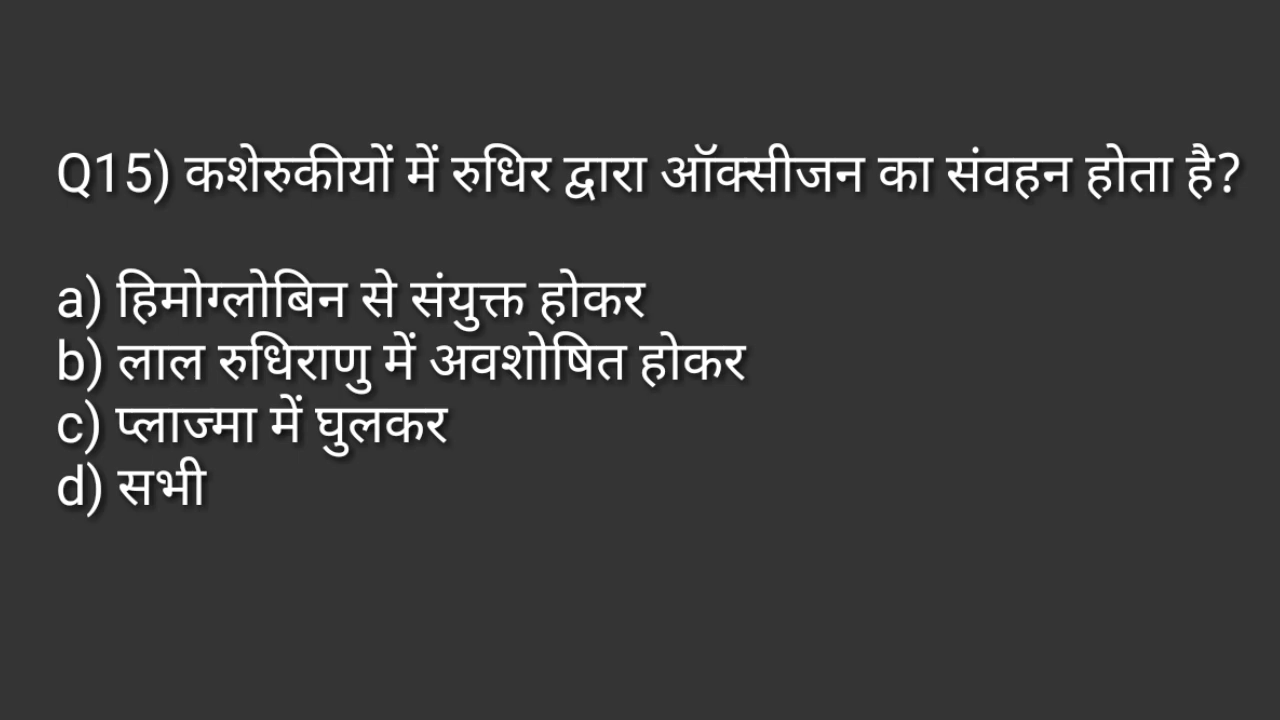 Q15) कशेरुकीयों में रुधिर द्वारा ऑक्सीजन का संवहन होता है?
a) हिमोग्लोबिन से संयुक्त होकर
b) लाल रुधिराणु में अवशोषित होकर
c) प्लाज्मा में घुलकर
d) सभी